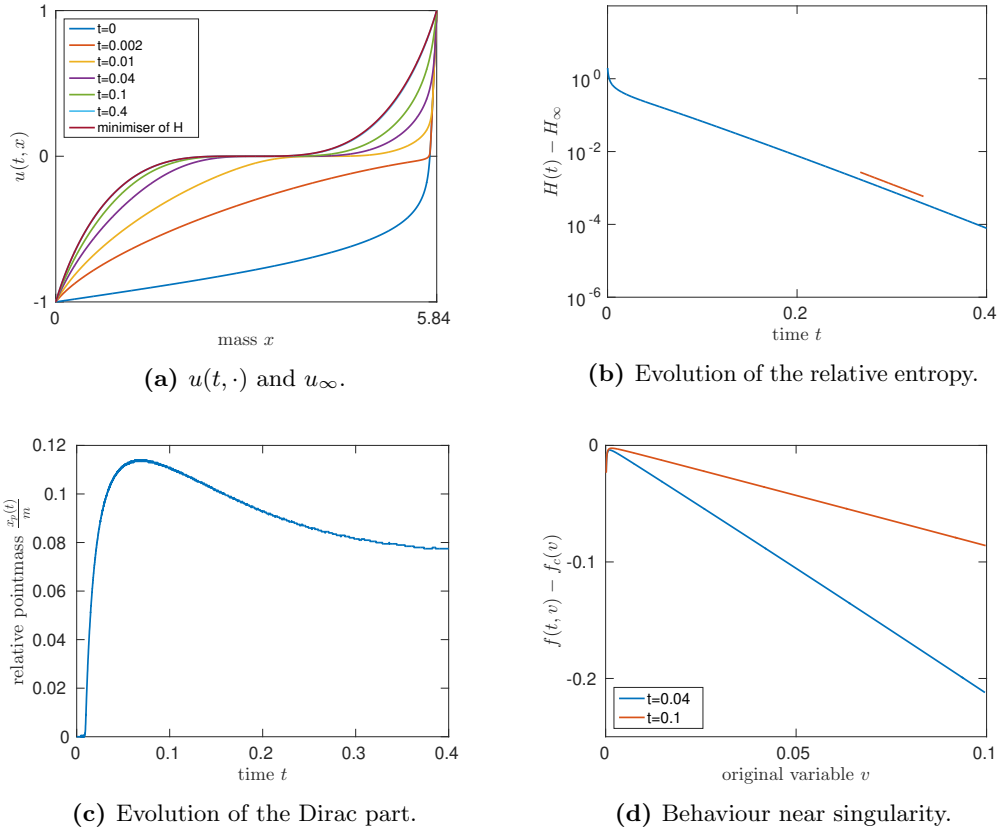 1
t=0
t=0.002
t=0.01
t=0.04
t=0.1
t=0.4
minimiser of H
u(t, x)
0
-1
0
5.84
mass x
(a) u(t, ·) and u∞.
10^0
10^-2
10^-4
10^-6
H(t) − H∞
0.2
0.4
time t
(b) Evolution of the relative entropy.
0.12
0.1
0.08
0.06
0.04
0.02
0
relative pointmass x_p(t)/m
0
0.1
0.2
0.3
0.4
time t
(c) Evolution of the Dirac part.
0
-0.1
-0.2
f(t, v) − f_c(v)
t=0.04
t=0.1
0
0.05
0.1
original variable v
(d) Behaviour near singularity.